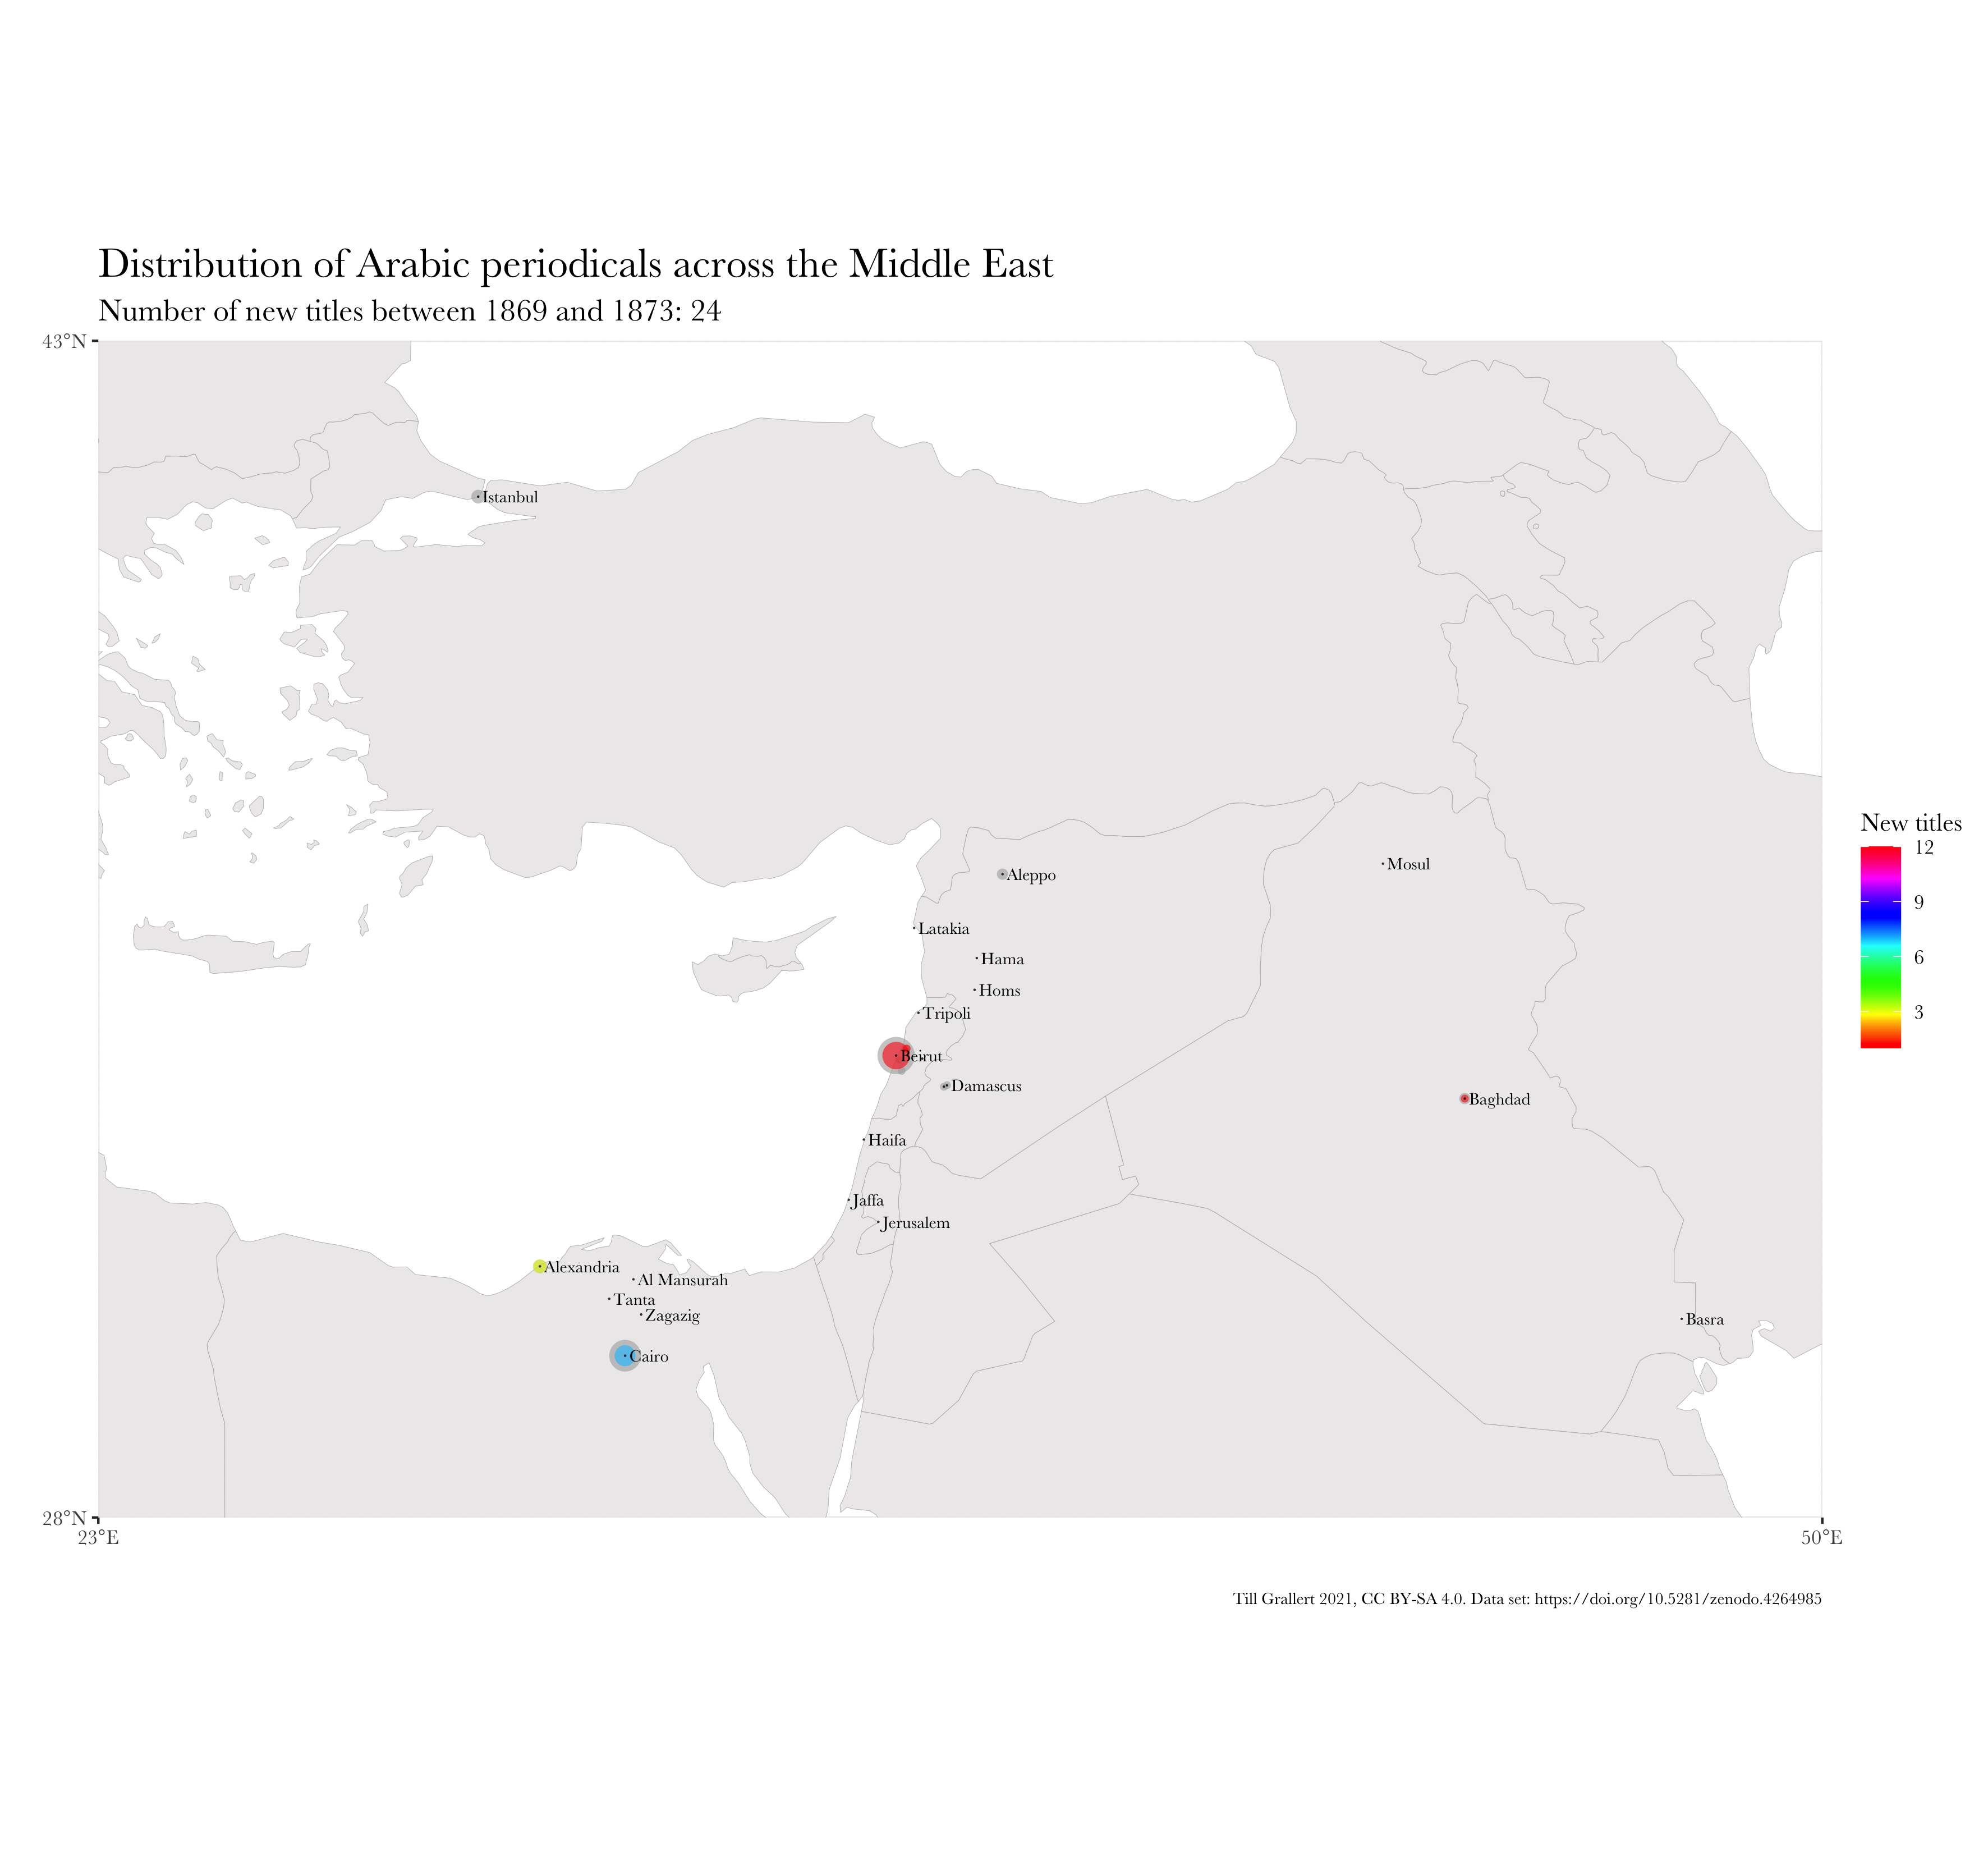 Distribution of Arabic periodicals across the Middle East
Number of new titles between 1869 and 1873: 24
43°N
Istanbul
New titles
12
9
6
3
Mosul
Aleppo
Latakia
Hama
Homs
Tripoli
Beirut
Damascus
Baghdad
Haifa
Jaffa
Jerusalem
Alexandria
Al Mansurah
Tanta
Zagazig
Basra
Cairo
28°N
23°E
50°E
Till Grallert 2021, CC BY-SA 4.0. Data set: https://doi.org/10.5281/zenodo.4264985